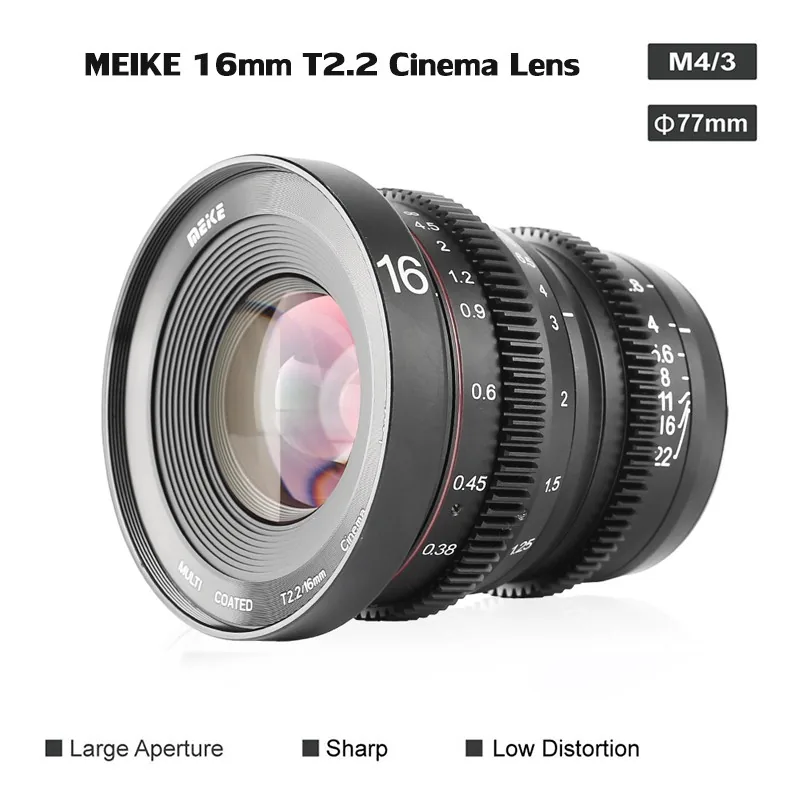 MEIKE 16mm T2.2 Cinema Lens
M4/3
Φ77mm
MEIKE
MULTI COATED T2.2/16mm Cinema
16
∞
4.5
2
1.2
0.9
0.6
0.45
0.38
4
3
2
1.5
1.25
4
5.6
8
11
16
22
Large Aperture
Sharp
Low Distortion